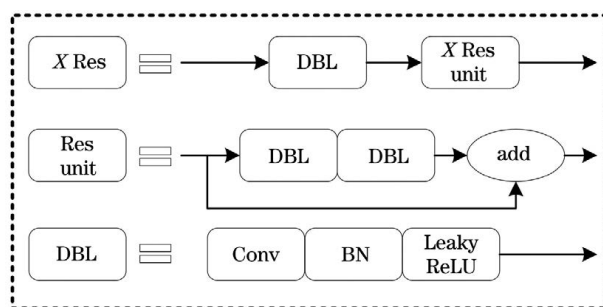 X Res
DBL
X Res
unit
Res
unit
DBL
DBL
add
DBL
Conv
BN
Leaky
ReLU